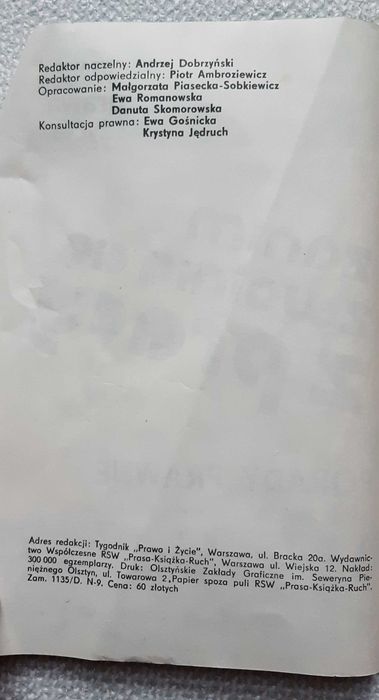 Redaktor naczelny: Andrzej Dobrzyński
Redaktor odpowiedzialny: Piotr Ambroziewicz
Opracowanie: Małgorzata Piasecka-Sobkiewicz
Ewa Romanowska
Danuta Skomorowska
Konsultacja prawna: Ewa Gośnicka
Krystyna Jędruch
Adres redakcji: Tygodnik „Prawo i Życie", Warszawa, ul. Bracka 20a. Wydawnic-
two Współczesne RSW „Prasa-Książka-Ruch", Warszawa ul. Wiejska 12. Nakład:
300 000 egzemplarzy. Druk: Olsztyńskie Zakłady Graficzne im. Seweryna Pie-
niężnego Olsztyn, ul. Towarowa 2. Papier spoza puli RSW „Prasa-Książka-Ruch".
Zam. 1135/D. N-9. Cena: 60 złotych